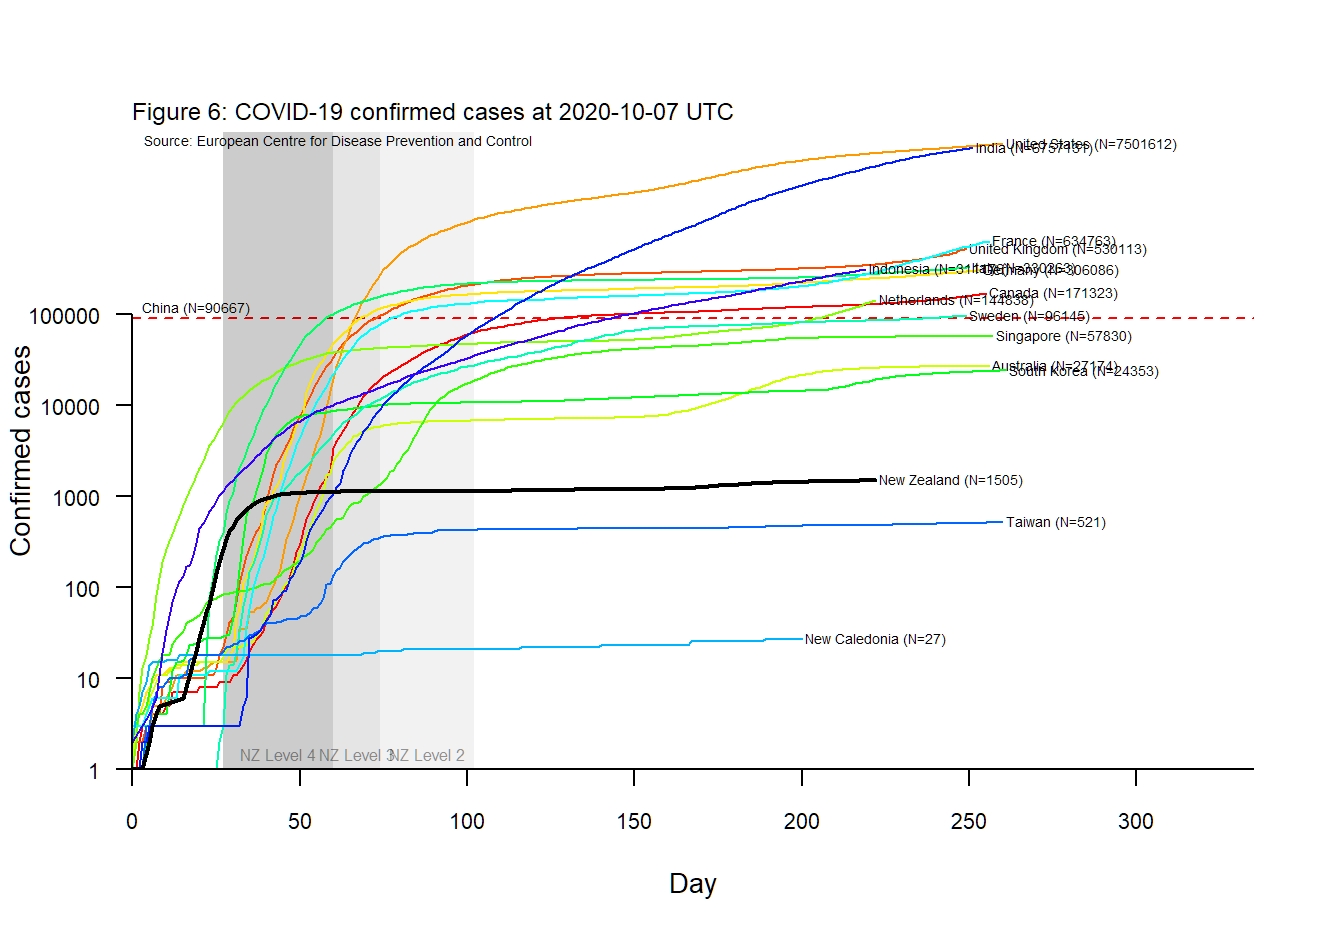 Figure 6: COVID-19 confirmed cases at 2020-10-07 UTC
Source: European Centre for Disease Prevention and Control
United States (N=7501612)
India (N=6757131)
France (N=634763)
United Kingdom (N=530113)
Indonesia
Germany (N=306086)
Canada (N=171323)
Netherlands
China (N=90667)
Sweden (N=96145)
Singapore (N=57830)
Australia (N=27174)
South Korea (N=24353)
New Zealand (N=1505)
Taiwan (N=521)
New Caledonia (N=27)
NZ Level 4
NZ Level 3
NZ Level 2
Confirmed cases
100000
10000
1000
100
10
1
0 50 100 150 200 250 300
Day